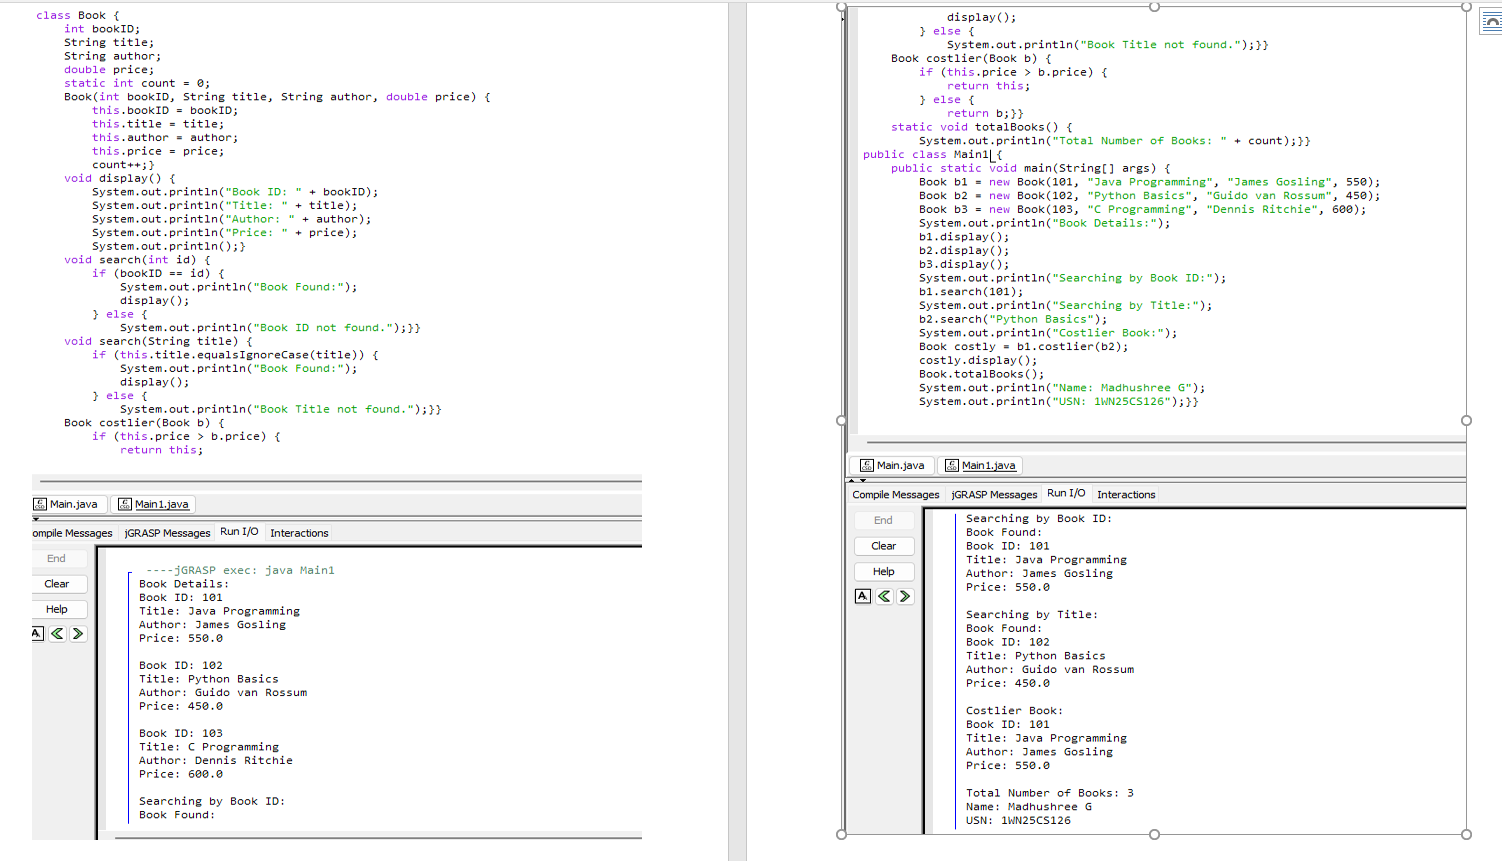 class Book {
    int bookID;
    String title;
    String author;
    double price;
    static int count = 0;
    Book(int bookID, String title, String author, double price) {
        this.bookID = bookID;
        this.title = title;
        this.author = author;
        this.price = price;
        count++;}
    void display() {
        System.out.println("Book ID: " + bookID);
        System.out.println("Title: " + title);
        System.out.println("Author: " + author);
        System.out.println("Price: " + price);
        System.out.println();}
    void search(int id) {
        if (bookID == id) {
            System.out.println("Book Found:");
            display();
        } else {
            System.out.println("Book ID not found.");}}
    void search(String title) {
        if (this.title.equalsIgnoreCase(title)) {
            System.out.println("Book Found:");
            display();
        } else {
            System.out.println("Book Title not found.");}}
    Book costlier(Book b) {
        if (this.price > b.price) {
            return this;
Main.java Main1.java
ompile Messages jGRASP Messages Run I/O Interactions
End
Clear
Help
A
----jGRASP exec: java Main1
Book Details:
Book ID: 101
Title: Java Programming
Author: James Gosling
Price: 550.0
Book ID: 102
Title: Python Basics
Author: Guido van Rossum
Price: 450.0
Book ID: 103
Title: C Programming
Author: Dennis Ritchie
Price: 600.0
Searching by Book ID:
Book Found:
            display();
        } else {
            System.out.println("Book Title not found.");}}
    Book costlier(Book b) {
        if (this.price > b.price) {
            return this;
        } else {
            return b;}}
    static void totalBooks() {
        System.out.println("Total Number of Books: " + count);}}
public class Main1 {
    public static void main(String[] args) {
        Book b1 = new Book(101, "Java Programming", "James Gosling", 550);
        Book b2 = new Book(102, "Python Basics", "Guido van Rossum", 450);
        Book b3 = new Book(103, "C Programming", "Dennis Ritchie", 600);
        System.out.println("Book Details:");
        b1.display();
        b2.display();
        b3.display();
        System.out.println("Searching by Book ID:");
        b1.search(101);
        System.out.println("Searching by Title:");
        b2.search("Python Basics");
        System.out.println("Costlier Book:");
        Book costly = b1.costlier(b2);
        costly.display();
        Book.totalBooks();
        System.out.println("Name: Madhushree G");
        System.out.println("USN: 1WN25CS126");}}
Main.java Main1.java
Compile Messages jGRASP Messages Run I/O Interactions
End
Clear
Help
A
Searching by Book ID:
Book Found:
Book ID: 101
Title: Java Programming
Author: James Gosling
Price: 550.0
Searching by Title:
Book Found:
Book ID: 102
Title: Python Basics
Author: Guido van Rossum
Price: 450.0
Costlier Book:
Book ID: 101
Title: Java Programming
Author: James Gosling
Price: 550.0
Total Number of Books: 3
Name: Madhushree G
USN: 1WN25CS126